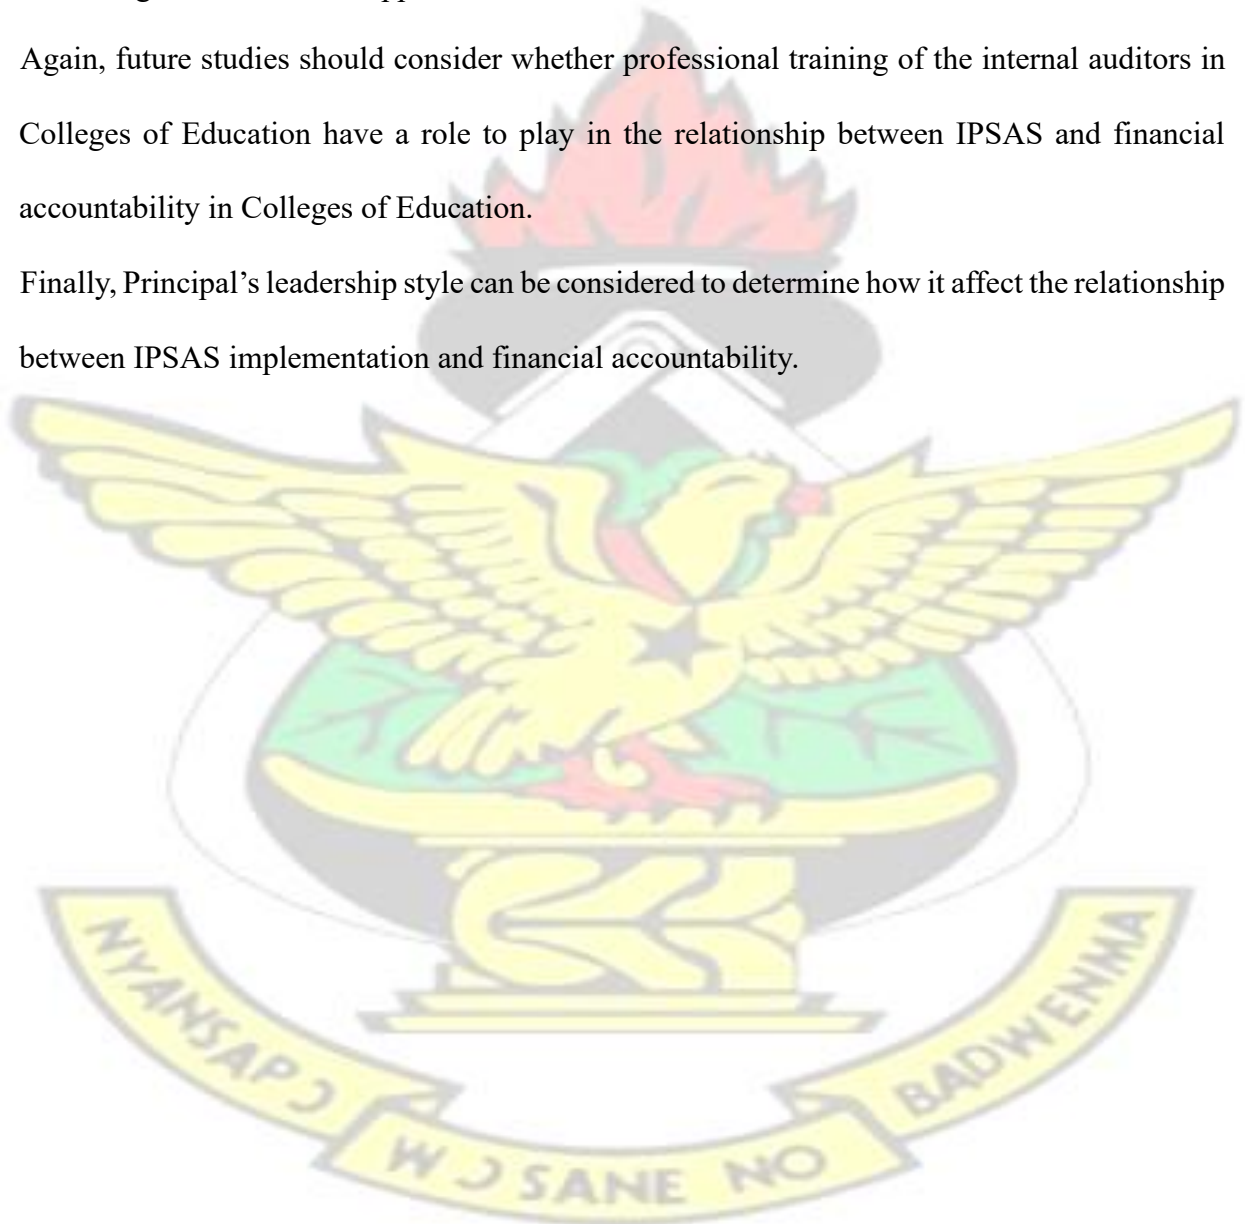 Again, future studies should consider whether professional training of the internal auditors in
Colleges of Education have a role to play in the relationship between IPSAS and financial
accountability in Colleges of Education.
Finally, Principal’s leadership style can be considered to determine how it affect the relationship
between IPSAS implementation and financial accountability.
NYANSAPƆ
WƆ SANE NO
BADWENMA